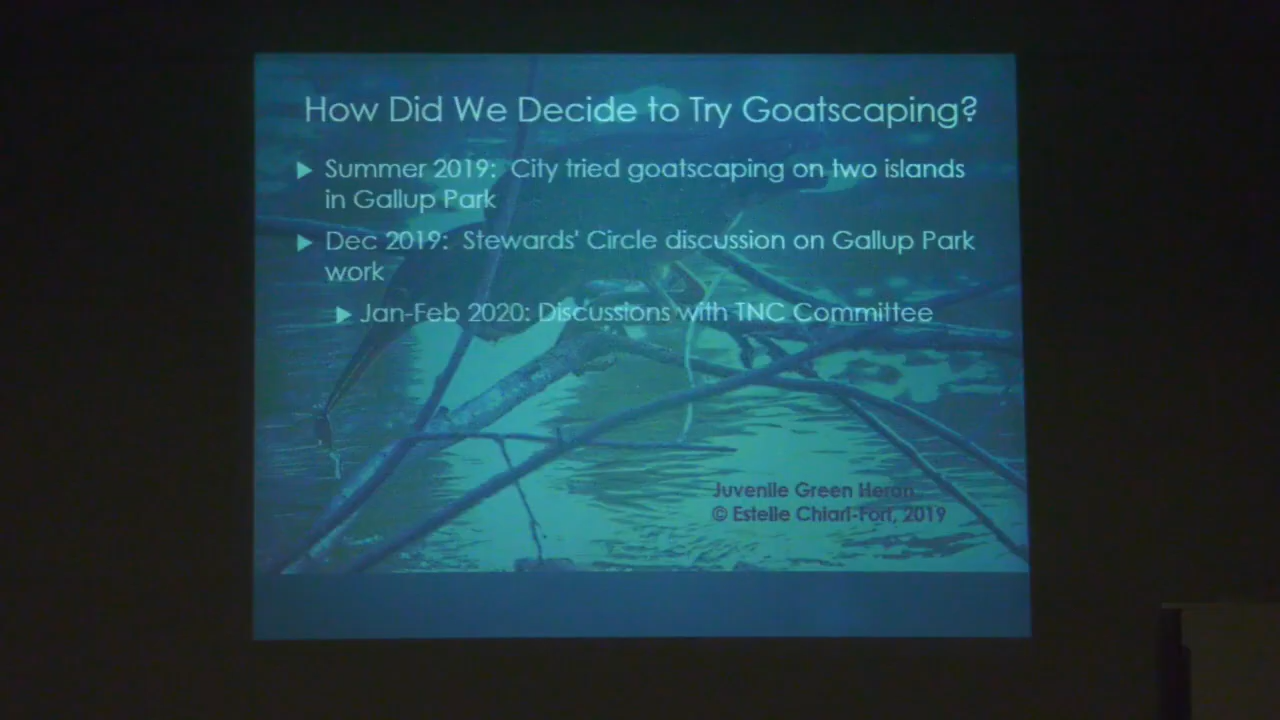 How Did We Decide to Try Goatscaping?
Summer 2019: City tried goatscaping on two islands
in Gallup Park
Dec 2019: Stewards' Circle discussion on Gallup Park
work
Jan-Feb 2020: Discussions with TNC Committee
Juvenile Green Heron
© Estelle Chiari-Fort, 2019